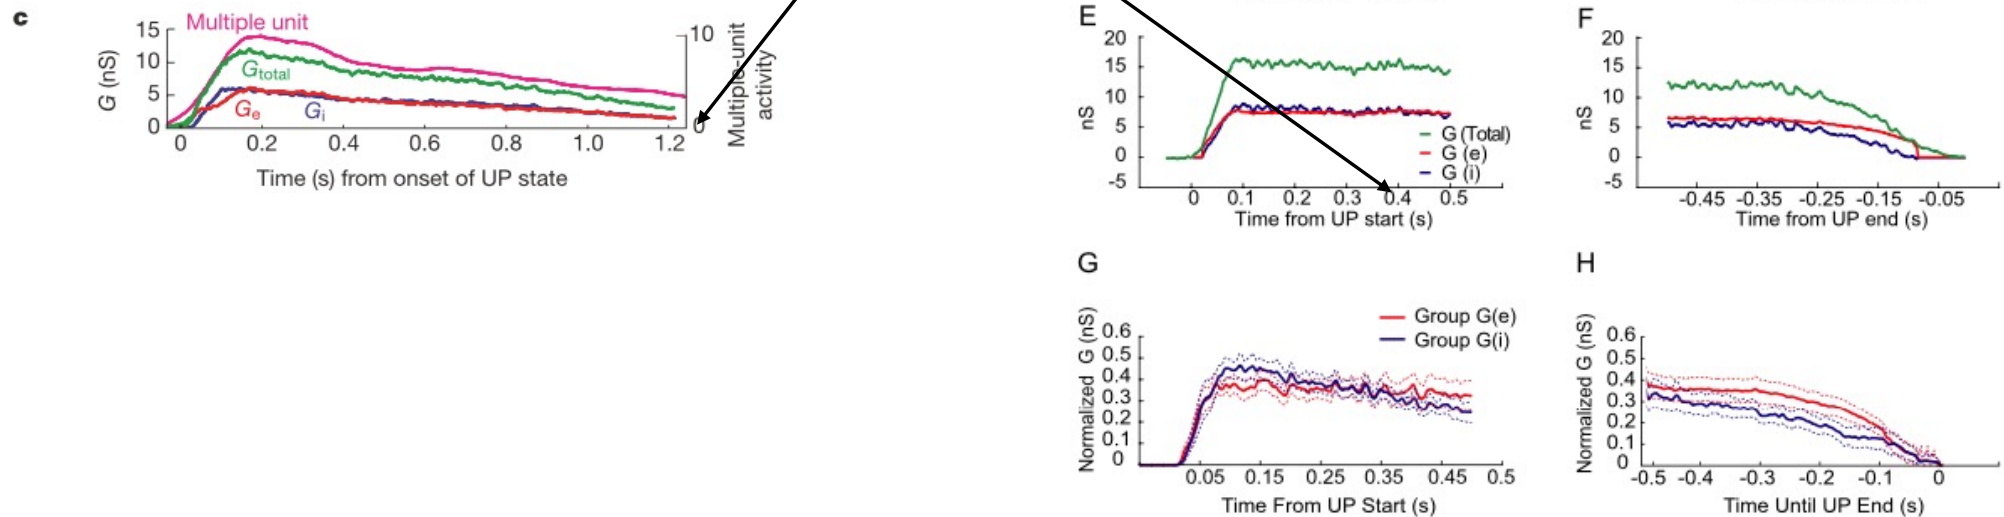 c
Multiple unit
15
10
5
0
G (nS)
Gtotal
Ge
Gi
10
0
Multiple-unit
activity
0 0.2 0.4 0.6 0.8 1.0 1.2
Time (s) from onset of UP state
E
20
15
10
5
0
-5
nS
G (Total)
G (e)
G (i)
0 0.1 0.2 0.3 0.4 0.5
Time from UP start (s)
F
20
15
10
5
0
-5
nS
-0.45 -0.35 -0.25 -0.15 -0.05
Time from UP end (s)
G
Group G(e)
Group G(i)
0.6
0.5
0.4
0.3
0.2
0.1
0
Normalized G (nS)
0.05 0.15 0.25 0.35 0.45 0.5
Time From UP Start (s)
H
0.6
0.5
0.4
0.3
0.2
0.1
0
Normalized G (nS)
-0.5 -0.4 -0.3 -0.2 -0.1 0
Time Until UP End (s)